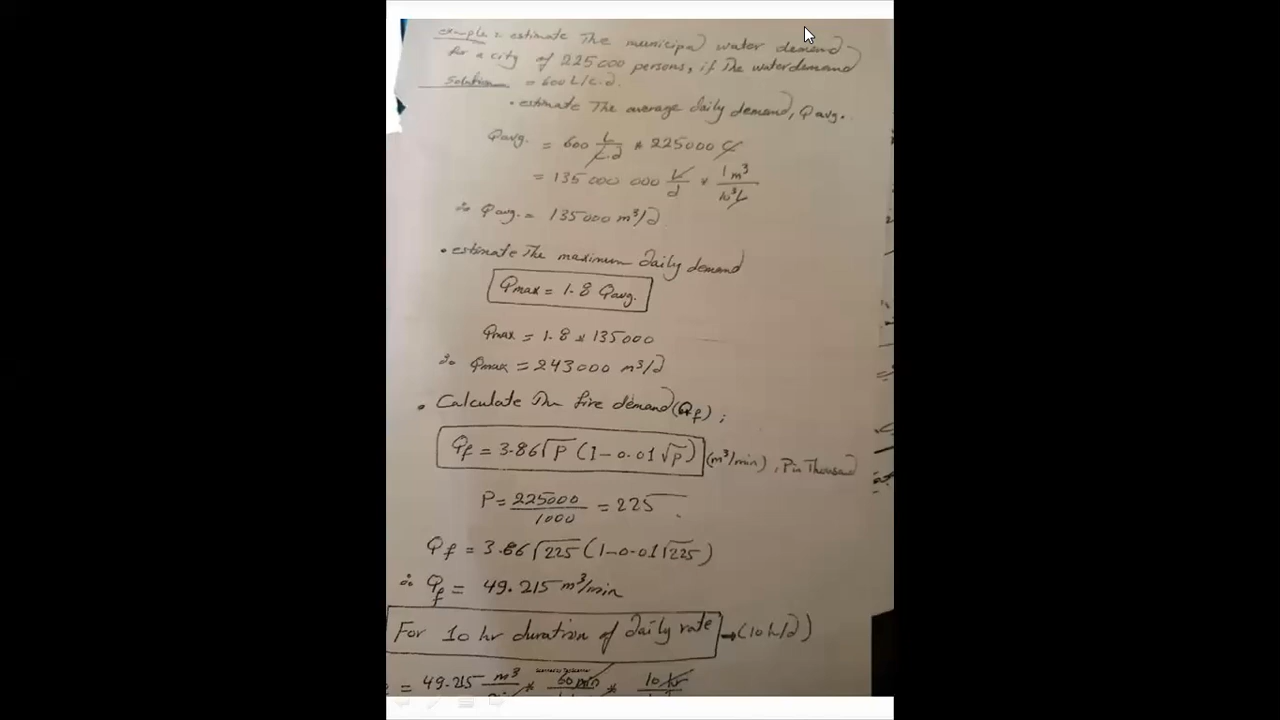 example : estimate The municipal water demand
for a city of 225000 persons, if The water demand
Solution = 600 L/c.d.
• estimate The average daily demand, Qavg.
Qavg. = 600 L/c.d * 225000 c
= 135 000 000 L/d * 1 m³/10³L
∴ Qavg. = 135000 m³/d
• estimate The maximum daily demand
Qmax = 1.8 Qavg.
Qmax = 1.8 * 135000
∴ Qmax = 243000 m³/d
• Calculate The fire demand (Qf) ;
Qf = 3.86√P (1-0.01√P) (m³/min), P in Thousand
P = 225000/1000 = 225
Qf = 3.86√225 (1-0.01√225)
∴ Qf = 49.215 m³/min
For 10 hr duration of daily rate → (10 h/d)
= 49.215 m³ * 60 min * 10 hr